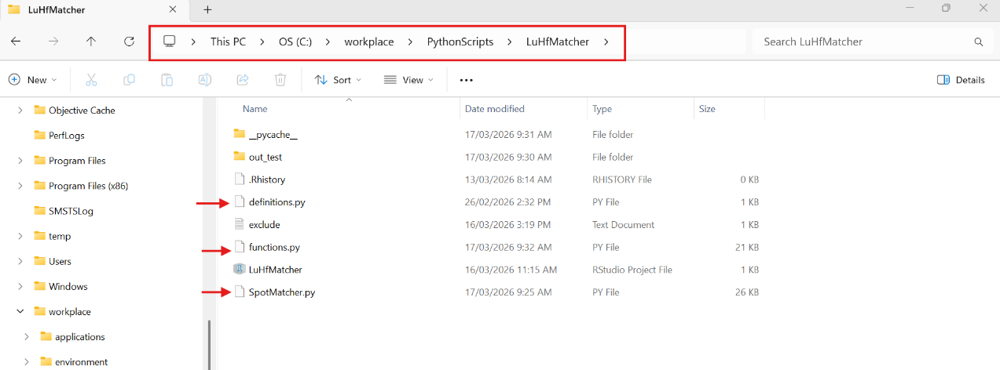 LuHfMatcher
This PC OS (C:) workplace PythonScripts LuHfMatcher
Search LuHfMatcher
New Sort View Details
Objective Cache
PerfLogs
Program Files
Program Files (x86)
SMSTSLog
temp
Users
Windows
workplace
applications
environment
Name Date modified Type Size
__pycache__ 17/03/2026 9:31 AM File folder
out_test 17/03/2026 9:30 AM File folder
.Rhistory 13/03/2026 8:14 AM RHISTORY File 0 KB
definitions.py 26/02/2026 2:32 PM PY File 1 KB
exclude 16/03/2026 3:19 PM Text Document 1 KB
functions.py 17/03/2026 9:32 AM PY File 21 KB
LuHfMatcher 16/03/2026 11:15 AM RStudio Project File 1 KB
SpotMatcher.py 17/03/2026 9:25 AM PY File 26 KB